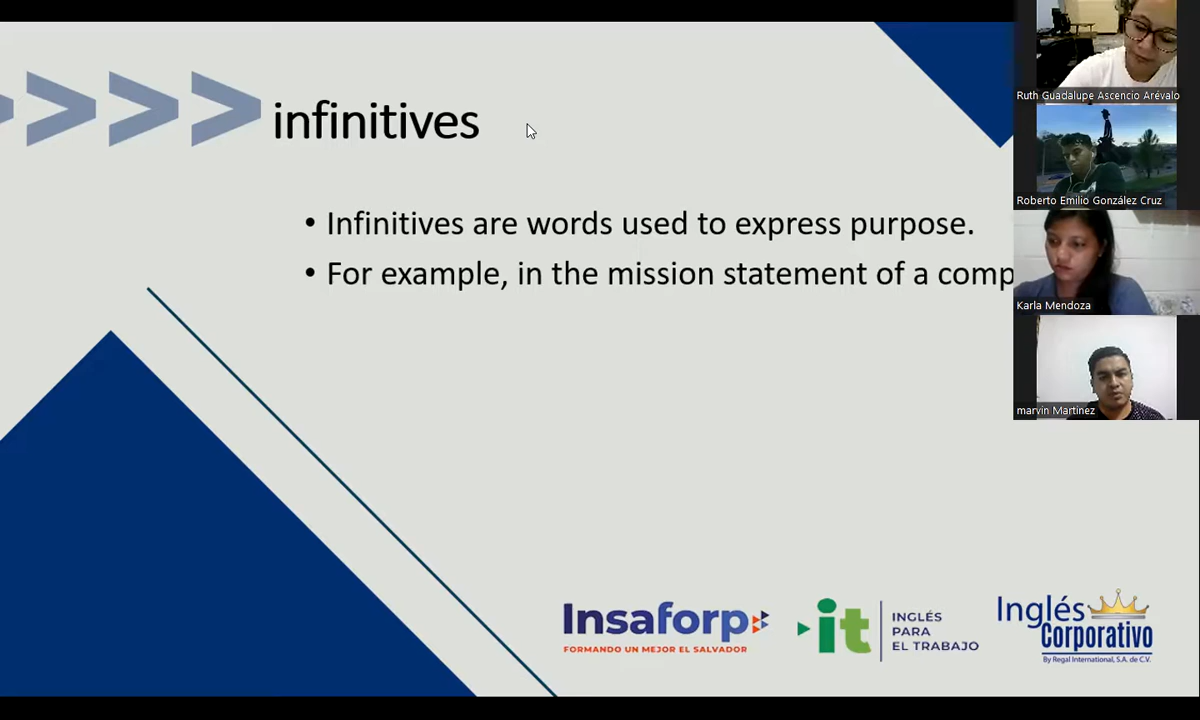 infinitives
• Infinitives are words used to express purpose.
• For example, in the mission statement of a comp
Ruth Guadalupe Ascencio Arévalo
Roberto Emilio González Cruz
Karla Mendoza
marvin Martinez
Insaforp
FORMANDO UN MEJOR EL SALVADOR
it
INGLÉS
PARA
EL TRABAJO
Inglés
Corporativo
By Regal International, S.A. de C.V.